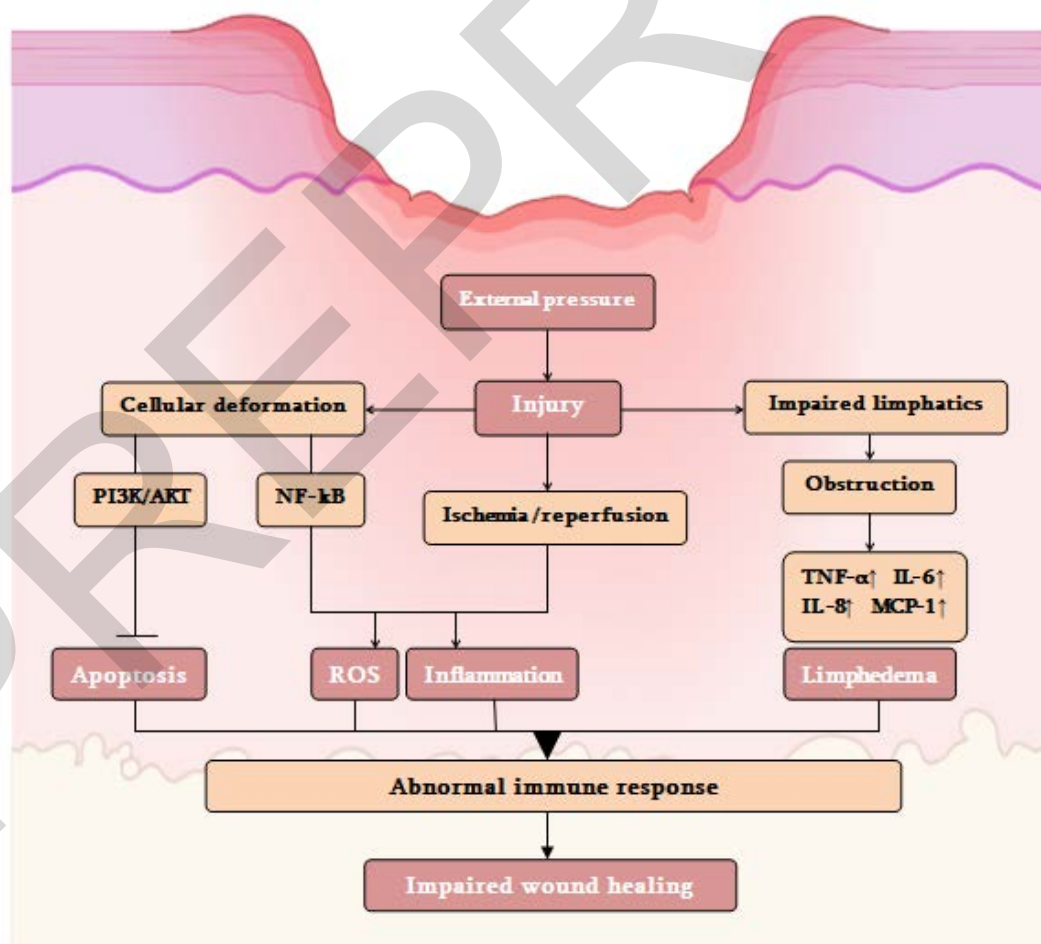 External pressure
Cellular deformation
Injury
Impaired limphatics
PI3K/AKT
NF-kB
Ischemia/reperfusion
Obstruction
TNF-α↑ IL-6↑
IL-8↑ MCP-1↑
Apoptosis
ROS
Inflammation
Limphedema
Abnormal immune response
Impaired wound healing
PREPR